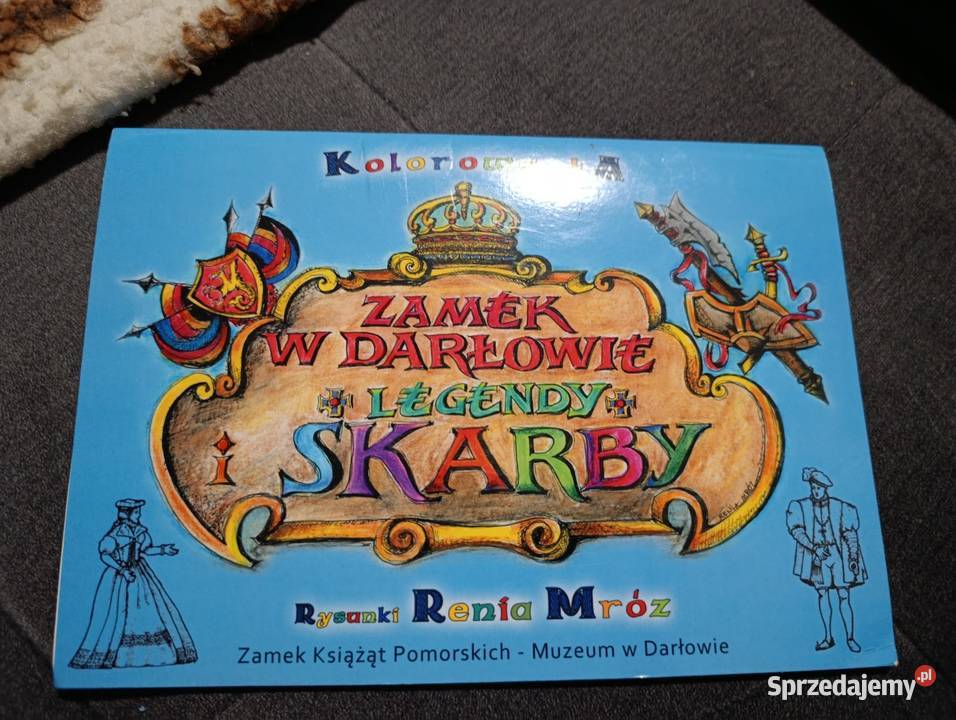 ZAMEK
W DARŁOWIE
LEGENDY
i SKARBY
Rysunki Renia Mróz
Zamek Książąt Pomorskich - Muzeum w Darłowie
Sprzedajemy.pl